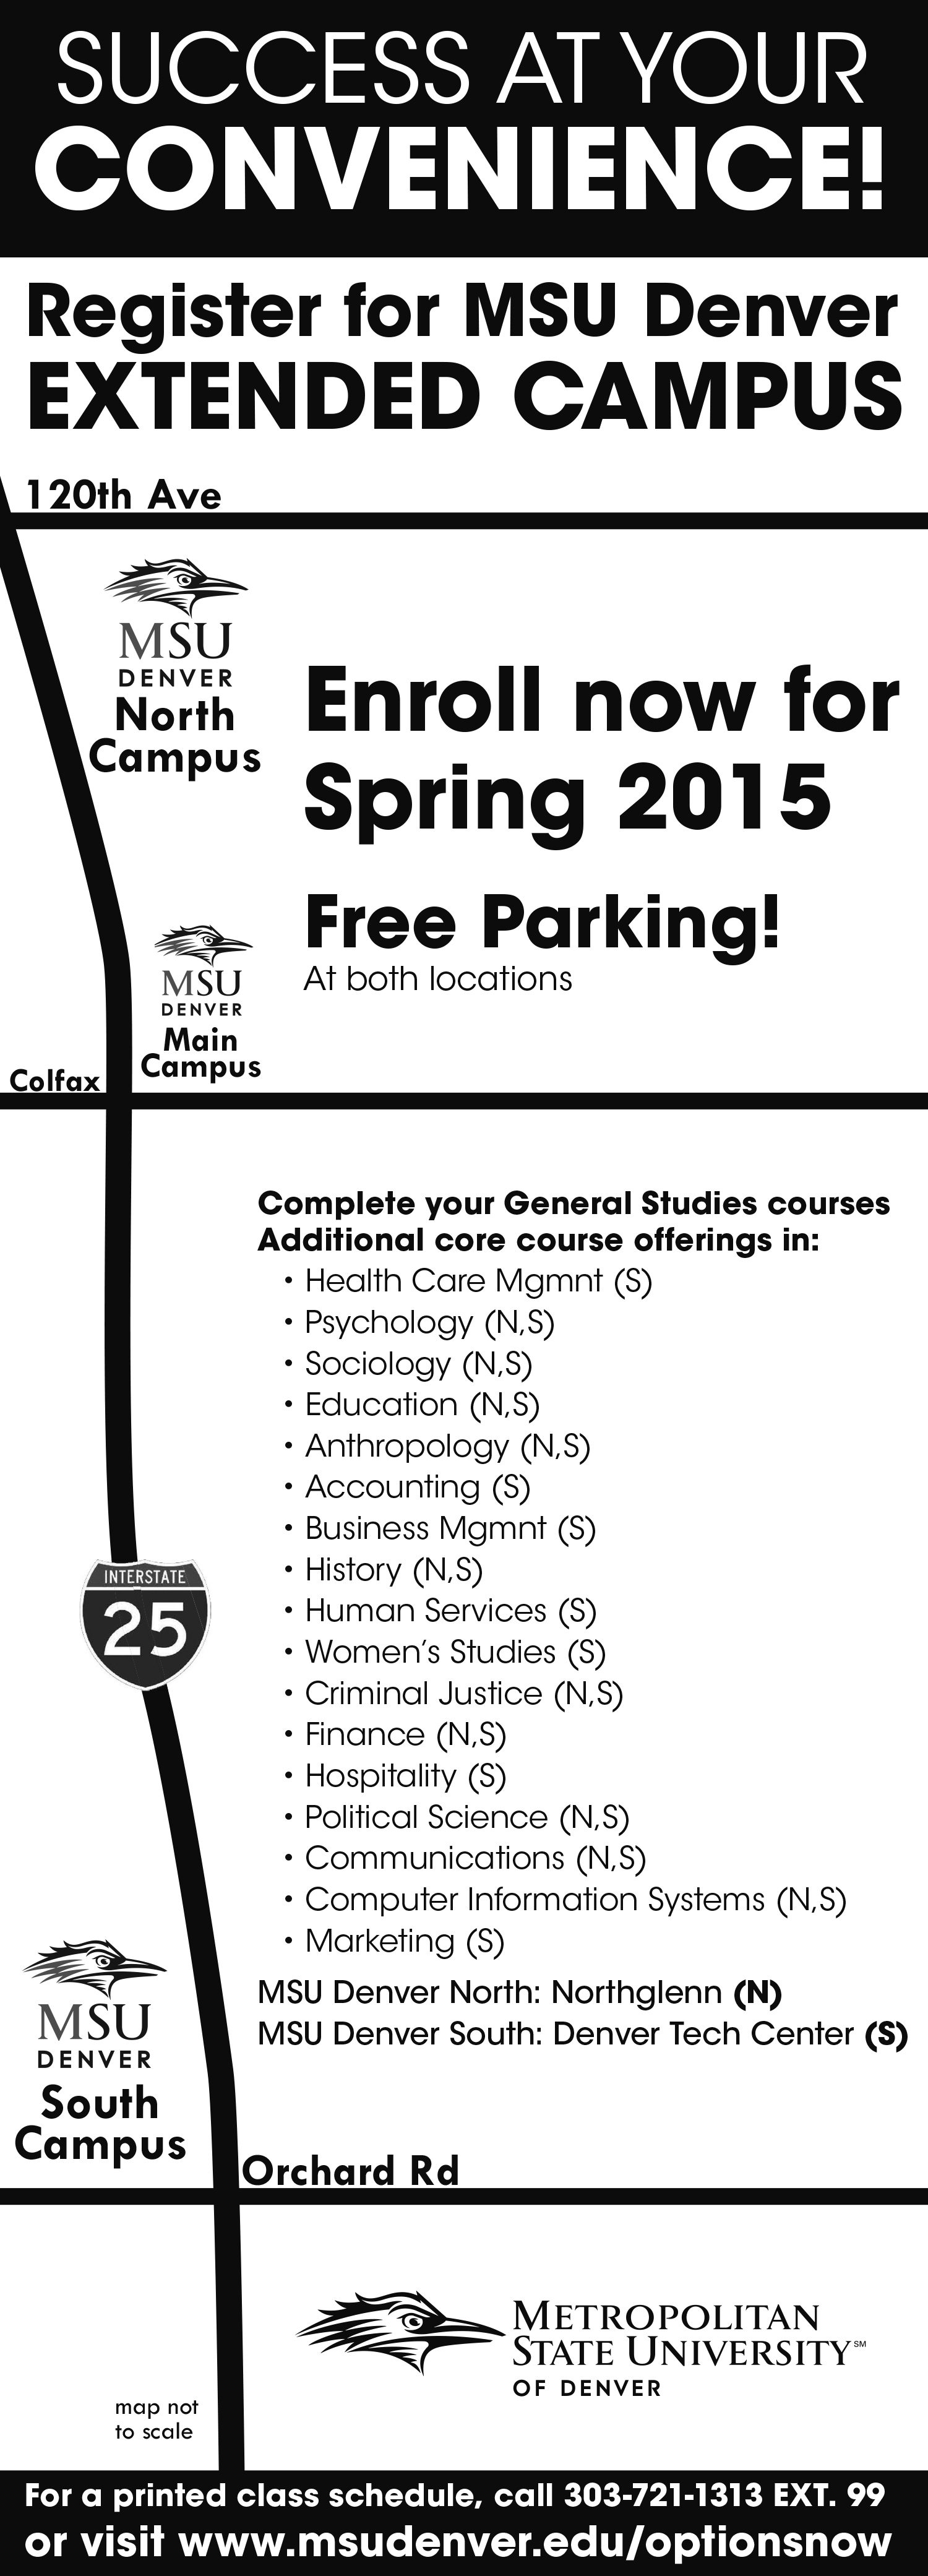 SUCCESS AT YOUR
CONVENIENCE!
Register for MSU Denver
EXTENDED CAMPUS
120th Ave
MSU
DENVER
North
Campus
Enroll now for
Spring 2015
Free Parking!
At both locations
MSU
DENVER
Main
Campus
Colfax
Complete your General Studies courses
Additional core course offerings in:
• Health Care Mgmnt (S)
• Psychology (N,S)
• Sociology (N,S)
• Education (N,S)
• Anthropology (N,S)
• Accounting (S)
• Business Mgmnt (S)
• History (N,S)
• Human Services (S)
• Women’s Studies (S)
• Criminal Justice (N,S)
• Finance (N,S)
• Hospitality (S)
• Political Science (N,S)
• Communications (N,S)
• Computer Information Systems (N,S)
• Marketing (S)
MSU Denver North: Northglenn (N)
MSU Denver South: Denver Tech Center (S)
INTERSTATE
25
MSU
DENVER
South
Campus
Orchard Rd
METROPOLITAN
STATE UNIVERSITY℠
OF DENVER
map not
to scale
For a printed class schedule, call 303-721-1313 EXT. 99
or visit www.msudenver.edu/optionsnow